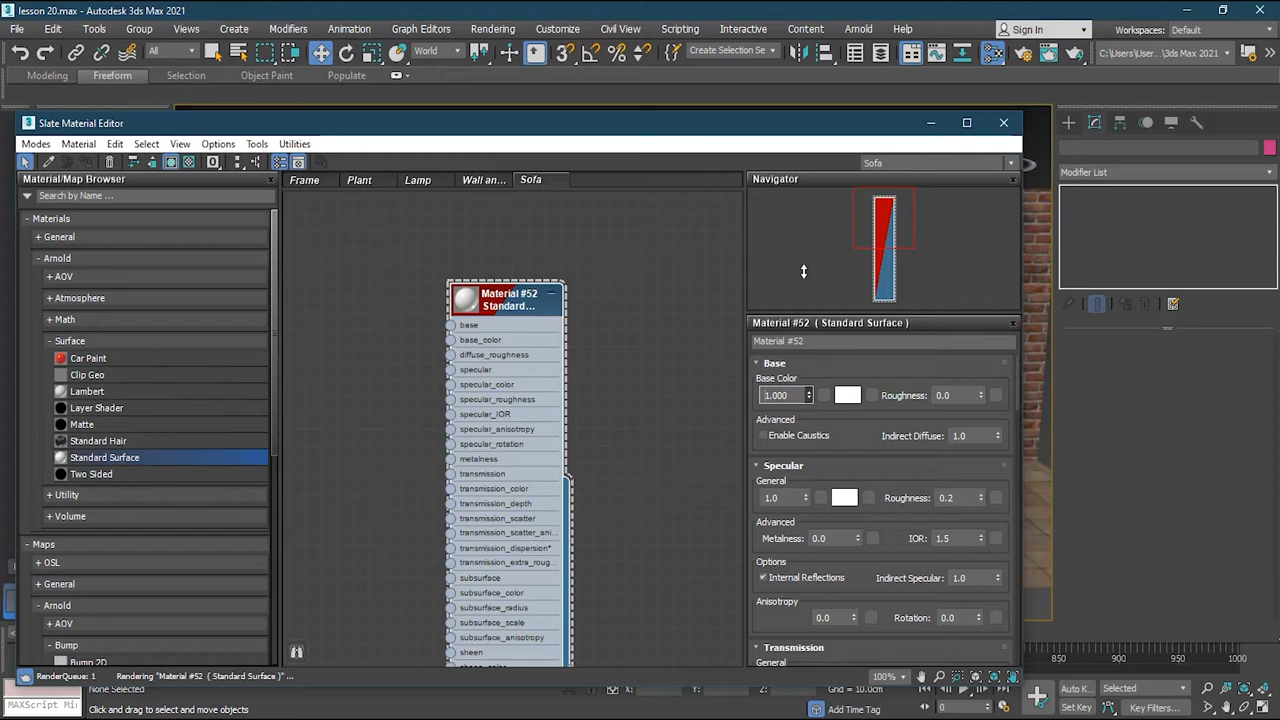 lesson 20.max - Autodesk 3ds Max 2021
File Edit Tools Group Views Create Modifiers Animation Graph Editors Rendering Customize Civil View Scripting Interactive Content Arnold Help Sign In Workspaces: Default
All World Create Selection Se C:\Users\User...\3ds Max 2021
Modeling Freeform Selection Object Paint Populate
Slate Material Editor
Modes Material Edit Select View Options Tools Utilities
Sofa
Material/Map Browser Frame Plant Lamp Wall an... Sofa Navigator
Search by Name ...
- Materials
+ General
- Arnold
+ AOV
+ Atmosphere
+ Math
- Surface
Car Paint
Clip Geo
Lambert
Layer Shader
Matte
Standard Hair
Standard Surface
Two Sided
+ Utility
+ Volume
- Maps
+ OSL
+ General
- Arnold
+ AOV
- Bump
Bump 2D
Material #52
Standard...
base
base_color
diffuse_roughness
specular
specular_color
specular_roughness
specular_IOR
specular_anisotropy
specular_rotation
metalness
transmission
transmission_color
transmission_depth
transmission_scatter
transmission_scatter_ani...
transmission_dispersion*
transmission_extra_roug...
subsurface
subsurface_color
subsurface_radius
subsurface_scale
subsurface_anisotropy
sheen
Material #52 ( Standard Surface )
Material #52
Base
Base Color
1.000 Roughness: 0.0
Advanced
Enable Caustics Indirect Diffuse: 1.0
Specular
General
1.0 Roughness: 0.2
Advanced
Metalness: 0.0 IOR: 1.5
Options
Internal Reflections Indirect Specular: 1.0
Anisotropy
0.0 Rotation: 0.0
Transmission
General
Modifier List
Rendering "Material #52 ( Standard Surface )" ...
100%
850 900 950 1000
MAXScript Mi
None Selected
Click and drag to select and move objects
X: Y: Z: Grid = 10.0cm
Add Time Tag
0
Auto K... Selected
Set Key Key Filters...